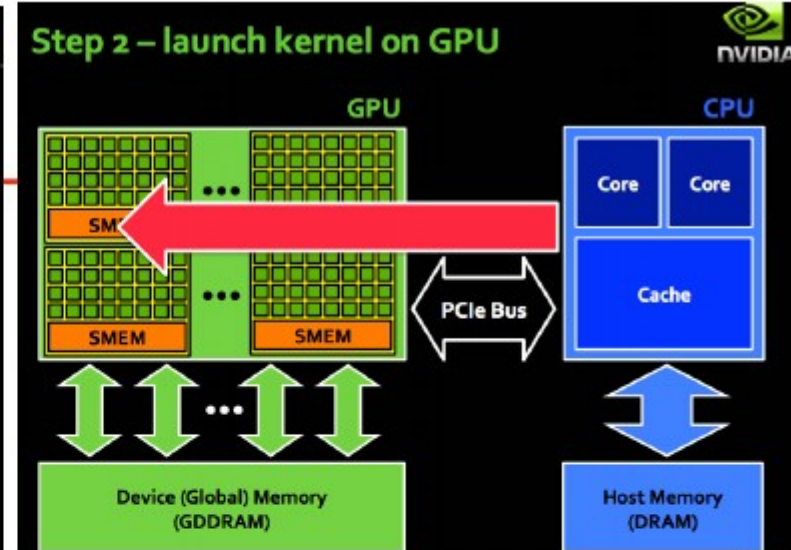 Step 2 – launch kernel on GPU
NVIDIA
GPU
CPU
Core
Core
SM
Cache
PCIe Bus
SMEM
SMEM
Device (Global) Memory
(GDDRAM)
Host Memory
(DRAM)